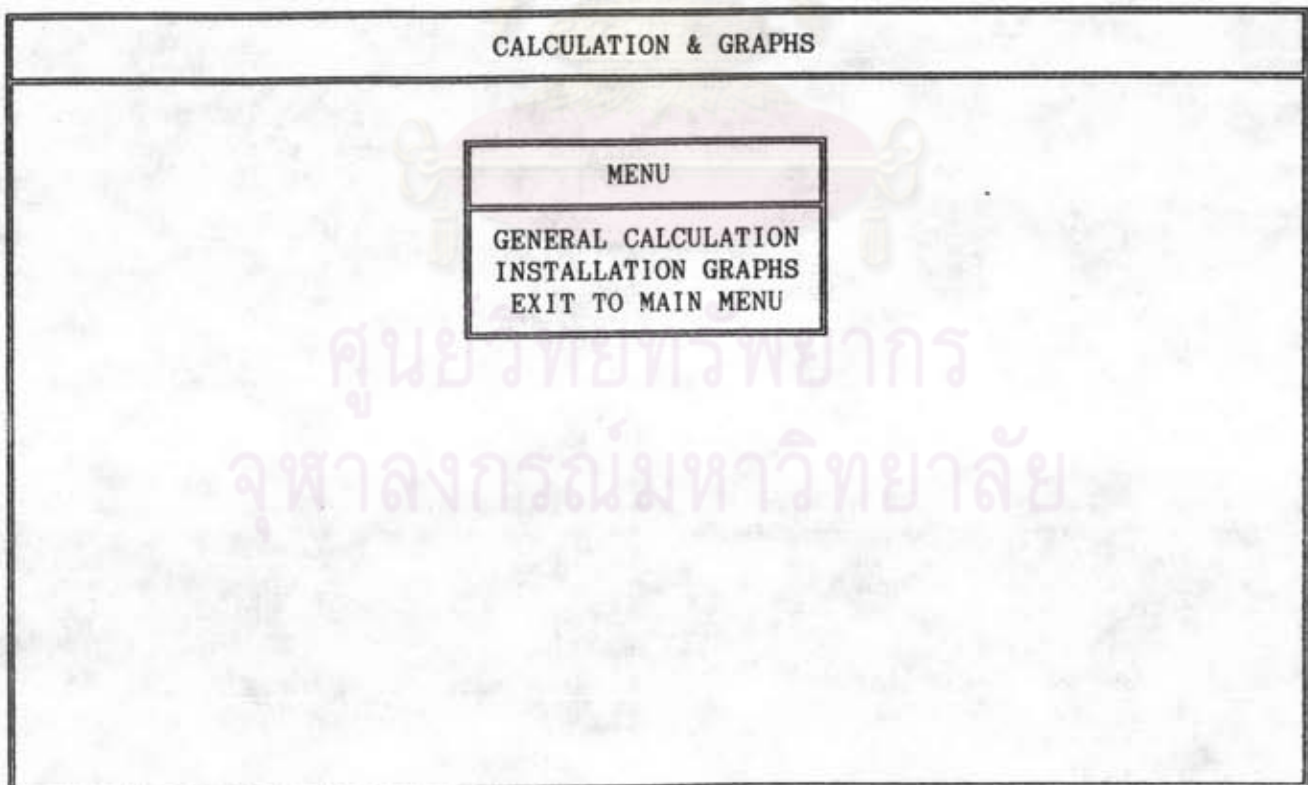 CALCULATION & GRAPHS
MENU
GENERAL CALCULATION
INSTALLATION GRAPHS
EXIT TO MAIN MENU
ศูนย์วิทยทรัพยากร
จุฬาลงกรณ์มหาวิทยาลัย